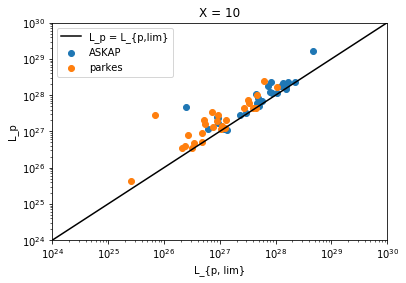 X = 10
L_p = L_{p,lim}
ASKAP
parkes
10^30
10^29
10^28
10^27
10^26
10^25
10^24
L_p
10^24 10^25 10^26 10^27 10^28 10^29 10^30
L_{p, lim}